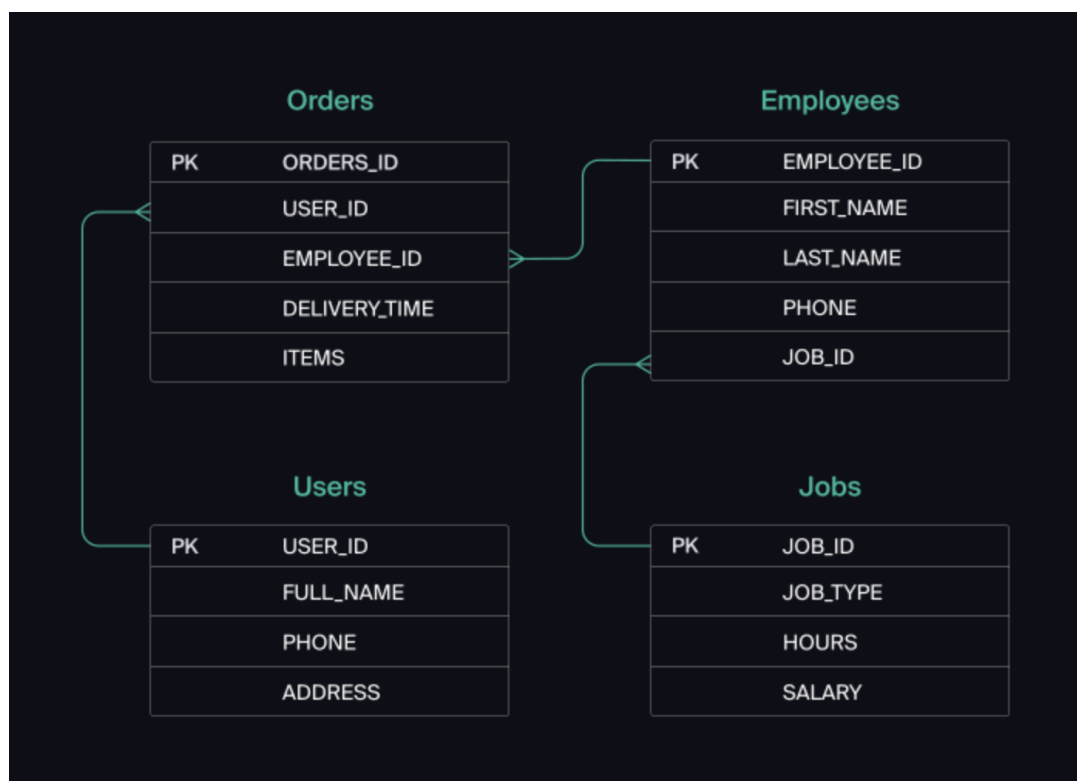 Orders
PK ORDERS_ID
USER_ID
EMPLOYEE_ID
DELIVERY_TIME
ITEMS
Employees
PK EMPLOYEE_ID
FIRST_NAME
LAST_NAME
PHONE
JOB_ID
Users
PK USER_ID
FULL_NAME
PHONE
ADDRESS
Jobs
PK JOB_ID
JOB_TYPE
HOURS
SALARY